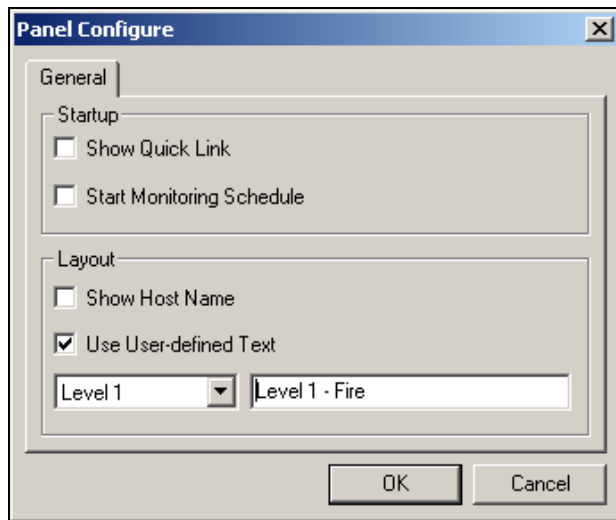 Panel Configure
General
Startup
Show Quick Link
Start Monitoring Schedule
Layout
Show Host Name
Use User-defined Text
Level 1 Level 1 - Fire
OK Cancel